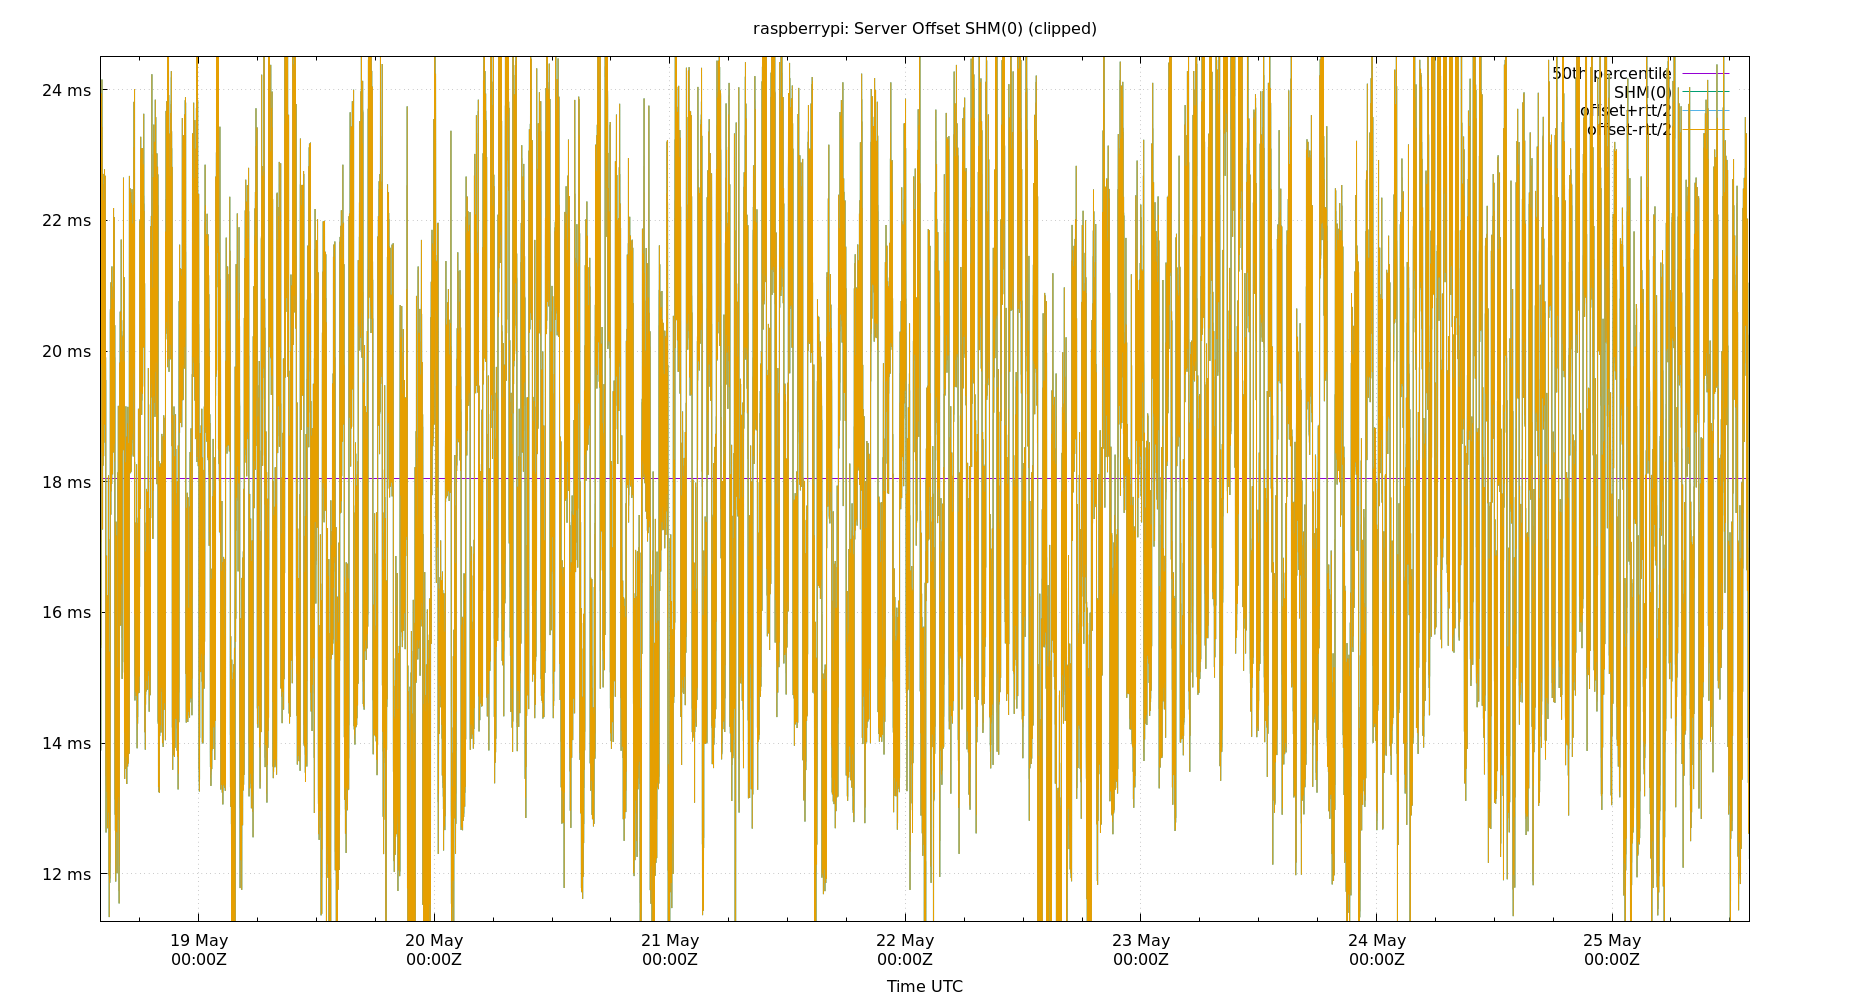 raspberrypi: Server Offset SHM(0) (clipped)
50th percentile
SHM(0)
offset+rtt/2
offset-rtt/2
24 ms
22 ms
20 ms
18 ms
16 ms
14 ms
12 ms
19 May 20 May 21 May 22 May 23 May 24 May 25 May
00:00Z 00:00Z 00:00Z 00:00Z 00:00Z 00:00Z 00:00Z
Time UTC